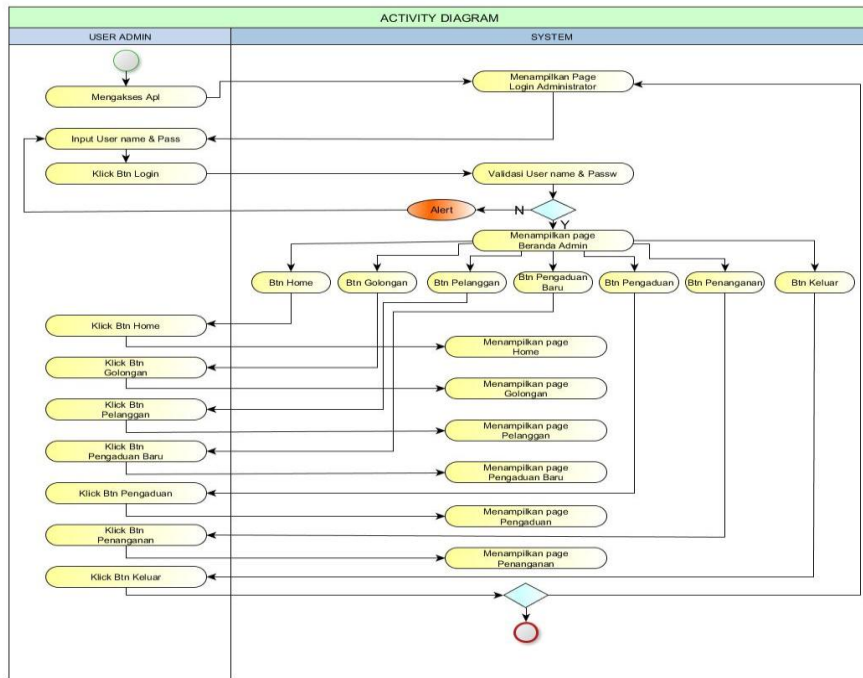 ACTIVITY DIAGRAM
USER ADMIN
SYSTEM
Mengakses Apl
Menampilkan Page
Login Administrator
Input User name & Pass
Klick Btn Login
Validasi User name & Passw
Alert
N
Y
Menampilkan page
Beranda Admin
Btn Home
Btn Golongan
Btn Pelanggan
Btn Pengaduan
Baru
Btn Pengaduan
Btn Penanganan
Btn Keluar
Klick Btn Home
Menampilkan page
Home
Klick Btn
Golongan
Menampilkan page
Golongan
Klick Btn
Pelanggan
Menampilkan page
Pelanggan
Klick Btn
Pengaduan Baru
Menampilkan page
Pengaduan Baru
Klick Btn Pengaduan
Menampilkan page
Pengaduan
Klick Btn
Penanganan
Menampilkan page
Penanganan
Klick Btn Keluar